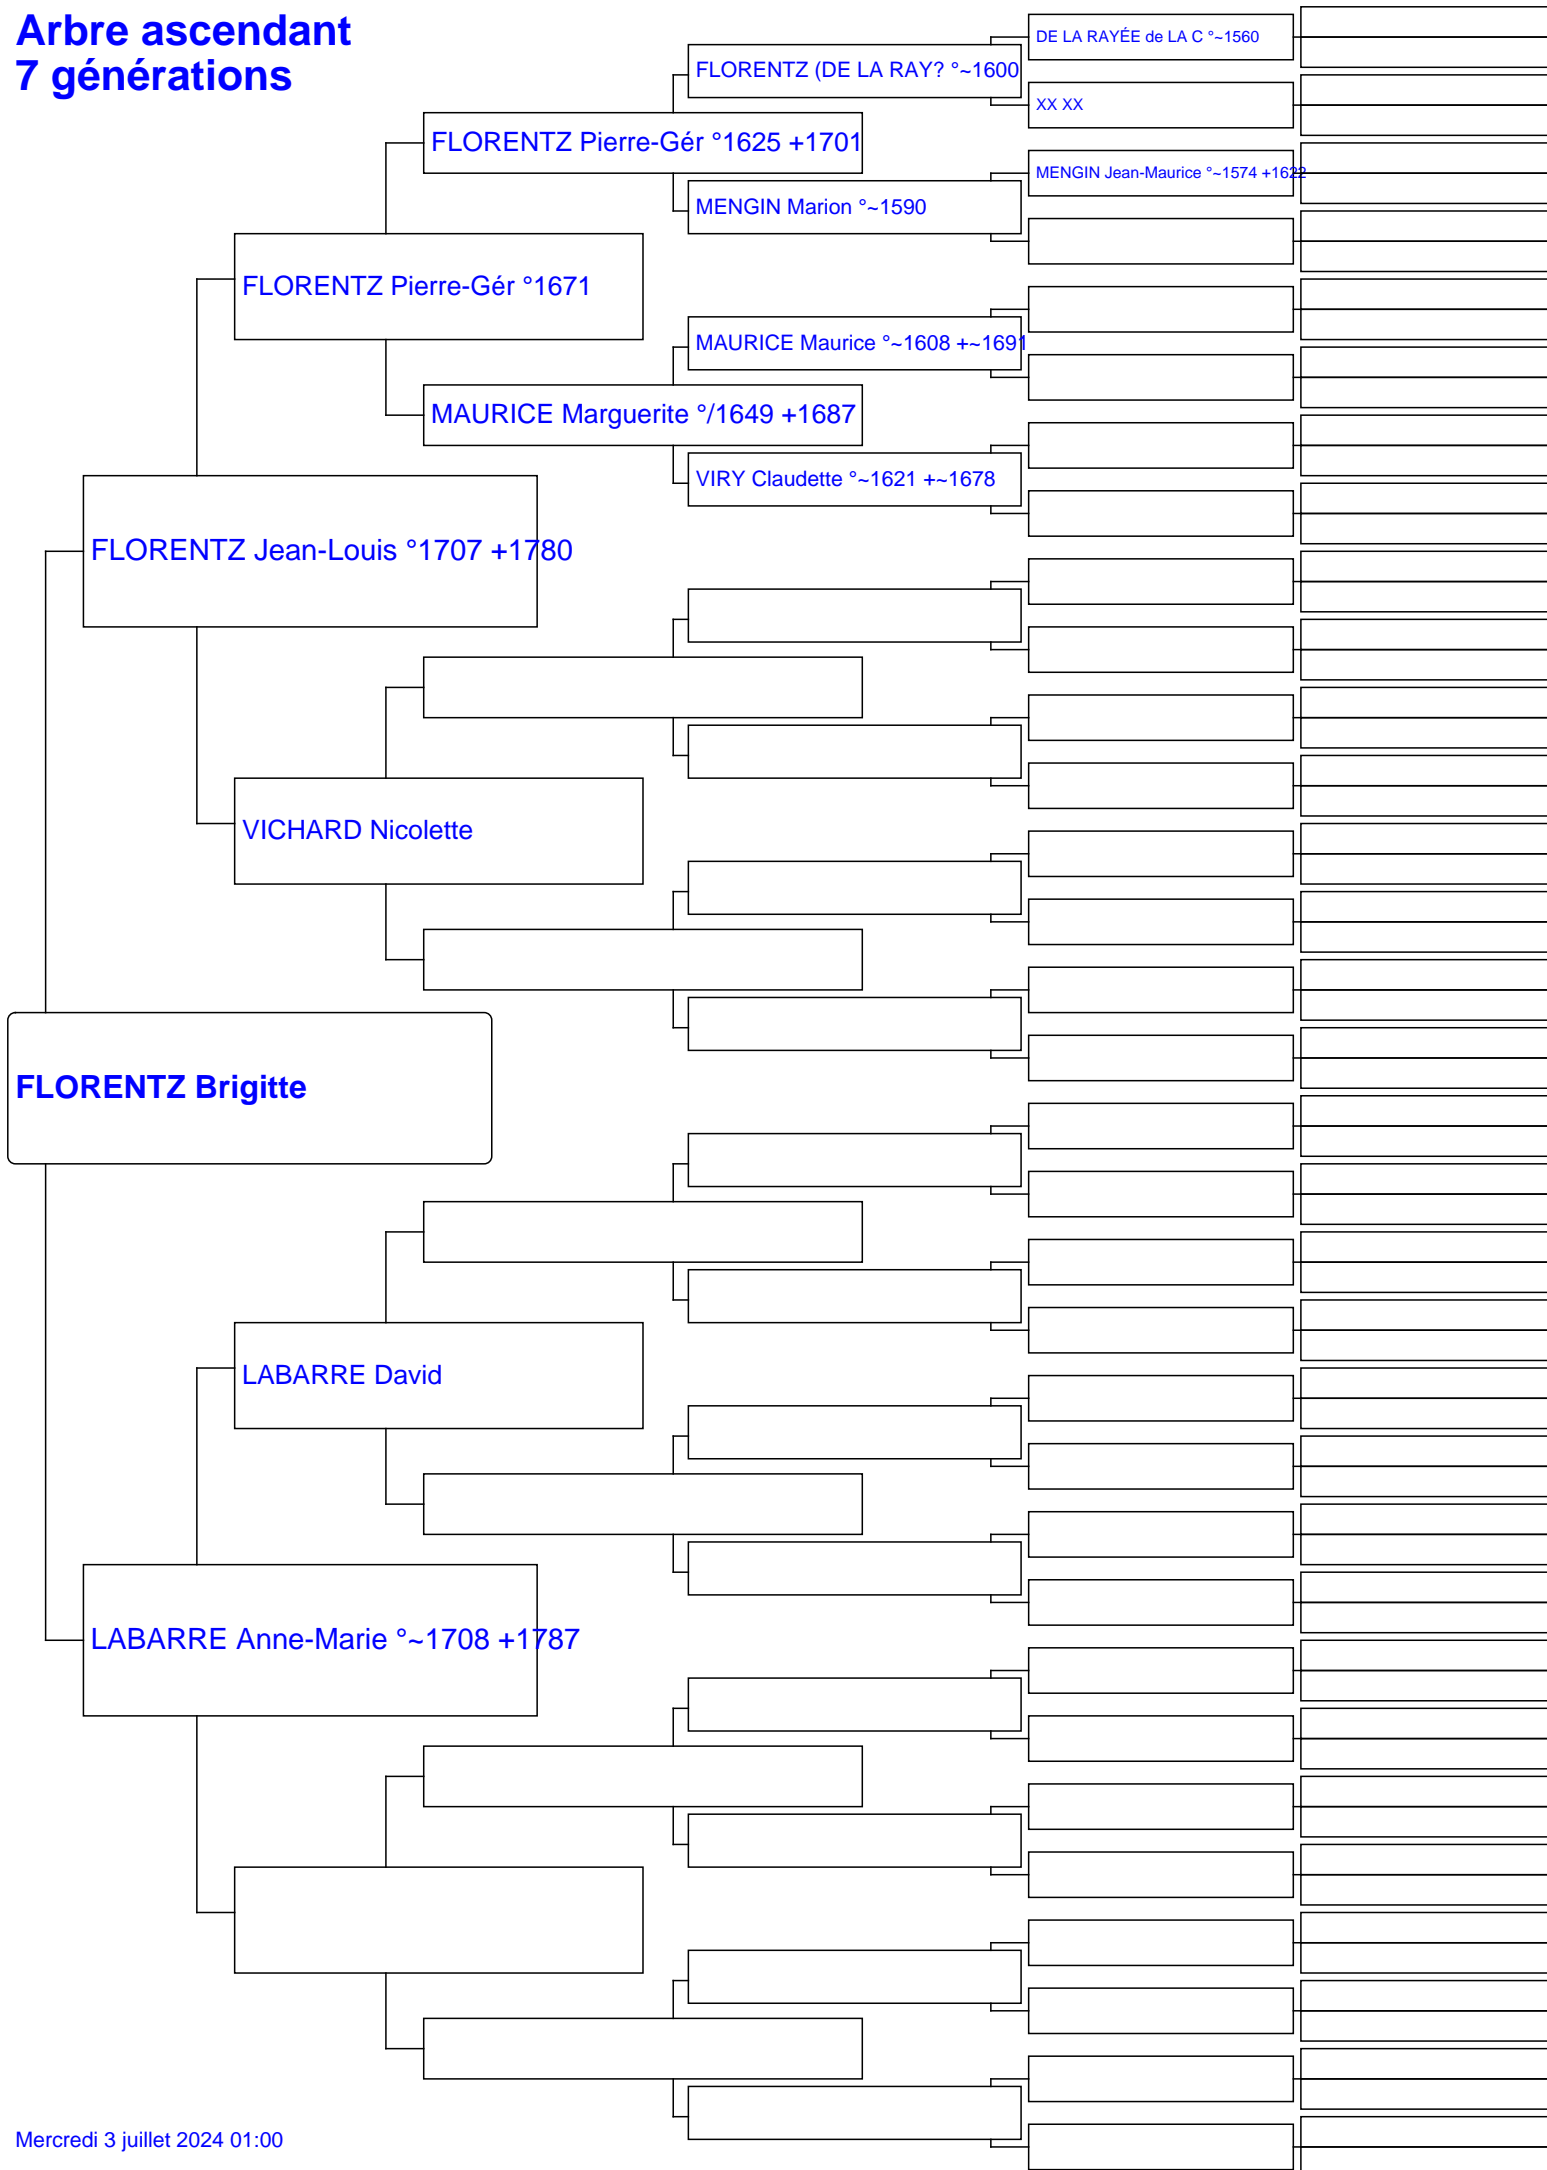 Arbre ascendant
7 générations
DE LA RAYÉE de LA C °~1560
FLORENTZ (DE LA RAY? °~1600
XX XX
FLORENTZ Pierre-Gér °1625 +1701
MENGIN Jean-Maurice °~1574 +1622
MENGIN Marion °~1590
FLORENTZ Pierre-Gér °1671
MAURICE Maurice °~1608 +~1691
MAURICE Marguerite °/1649 +1687
VIRY Claudette °~1621 +~1678
FLORENTZ Jean-Louis °1707 +1780
VICHARD Nicolette
FLORENTZ Brigitte
LABARRE David
LABARRE Anne-Marie °~1708 +1787
Mercredi 3 juillet 2024 01:00